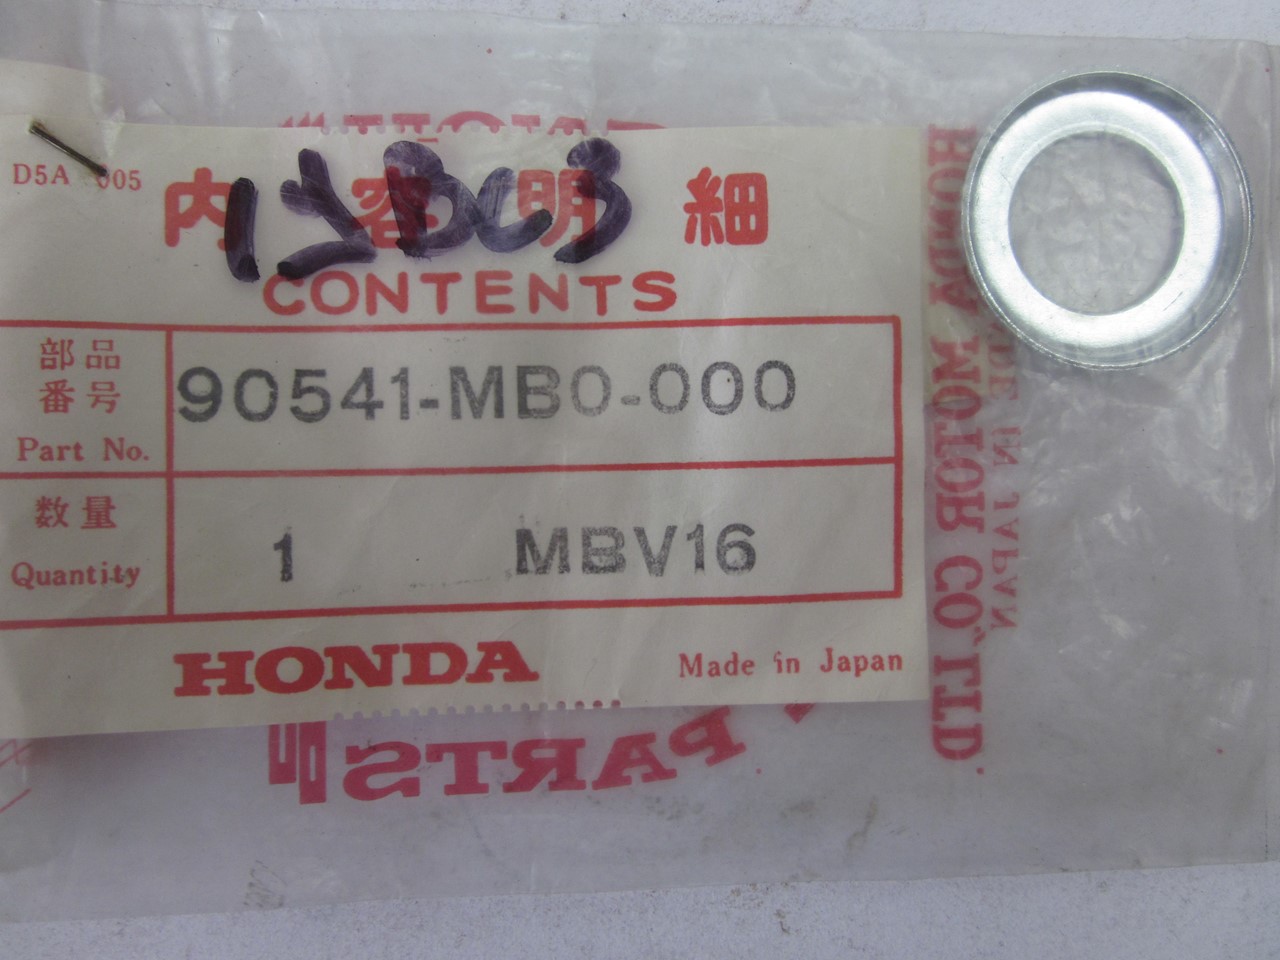 D5A 005
内容明細
CONTENTS
部品
番号
Part No.
90541-MB0-000
数量
Quantity
1 MBV16
HONDA
Made in Japan
PARTS
HONDA MOTOR CO., LTD.
MADE IN JAPAN